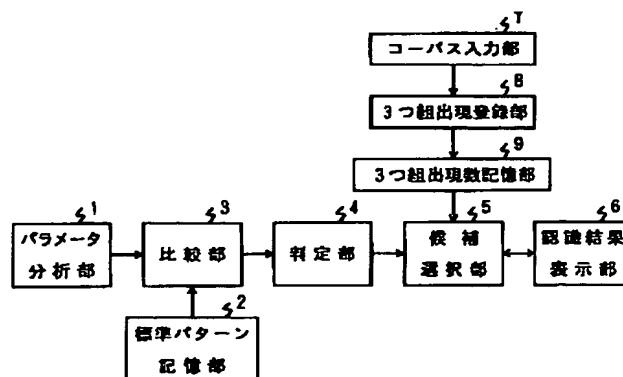 7
コーパス入力部
8
3つ組出現登録部
9
3つ組出現数記憶部
1
パラメータ
分析部
3
比較部
4
判定部
5
候補
選択部
6
認識結果
表示部
2
標準パターン
記憶部